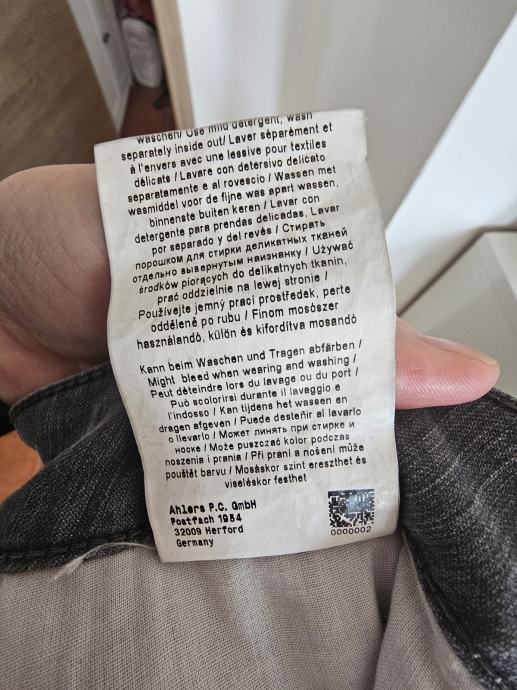 waschen/ Use mild detergent, wash
separately inside out/ Laver séparément et
à l'envers avec une lessive pour textiles
délicats / Lavare con detersivo delicato
separatamente e al rovescio / Wassen met
wasmiddel voor de fijne was apart wassen,
binnenste buiten keren / Lavar con
detergente para prendas delicadas, Lavar
por separado y del revés / Стирать
порошком для стирки деликатных тканей
отдельно вывернутым наизнанку / Używać
środków piorących do delikatnych tkanin,
prać oddzielnie na lewej stronie /
Používejte jemný prací prostředek, perte
odděleně po rubu / Finom mosószer
használandó, külön és kifordítva mosandó
Kann beim Waschen und Tragen abfärben /
Might bleed when wearing and washing /
Peut déteindre lors du lavage ou du port /
Può scolorirsi durante il lavaggio e
l'indosso / Kan tijdens het wassen en
dragen afgeven / Puede desteñir al lavarlo
o llevarlo / Может линять при стирке и
носке / Może puszczać kolor podczas
noszenia i prania / Při praní a nošení může
pouštět barvu / Mosáskor szint ereszthet és
viseléskor festhet
Ahlers P.C. GmbH
Postfach 1954
32009 Herford
Germany
0000002